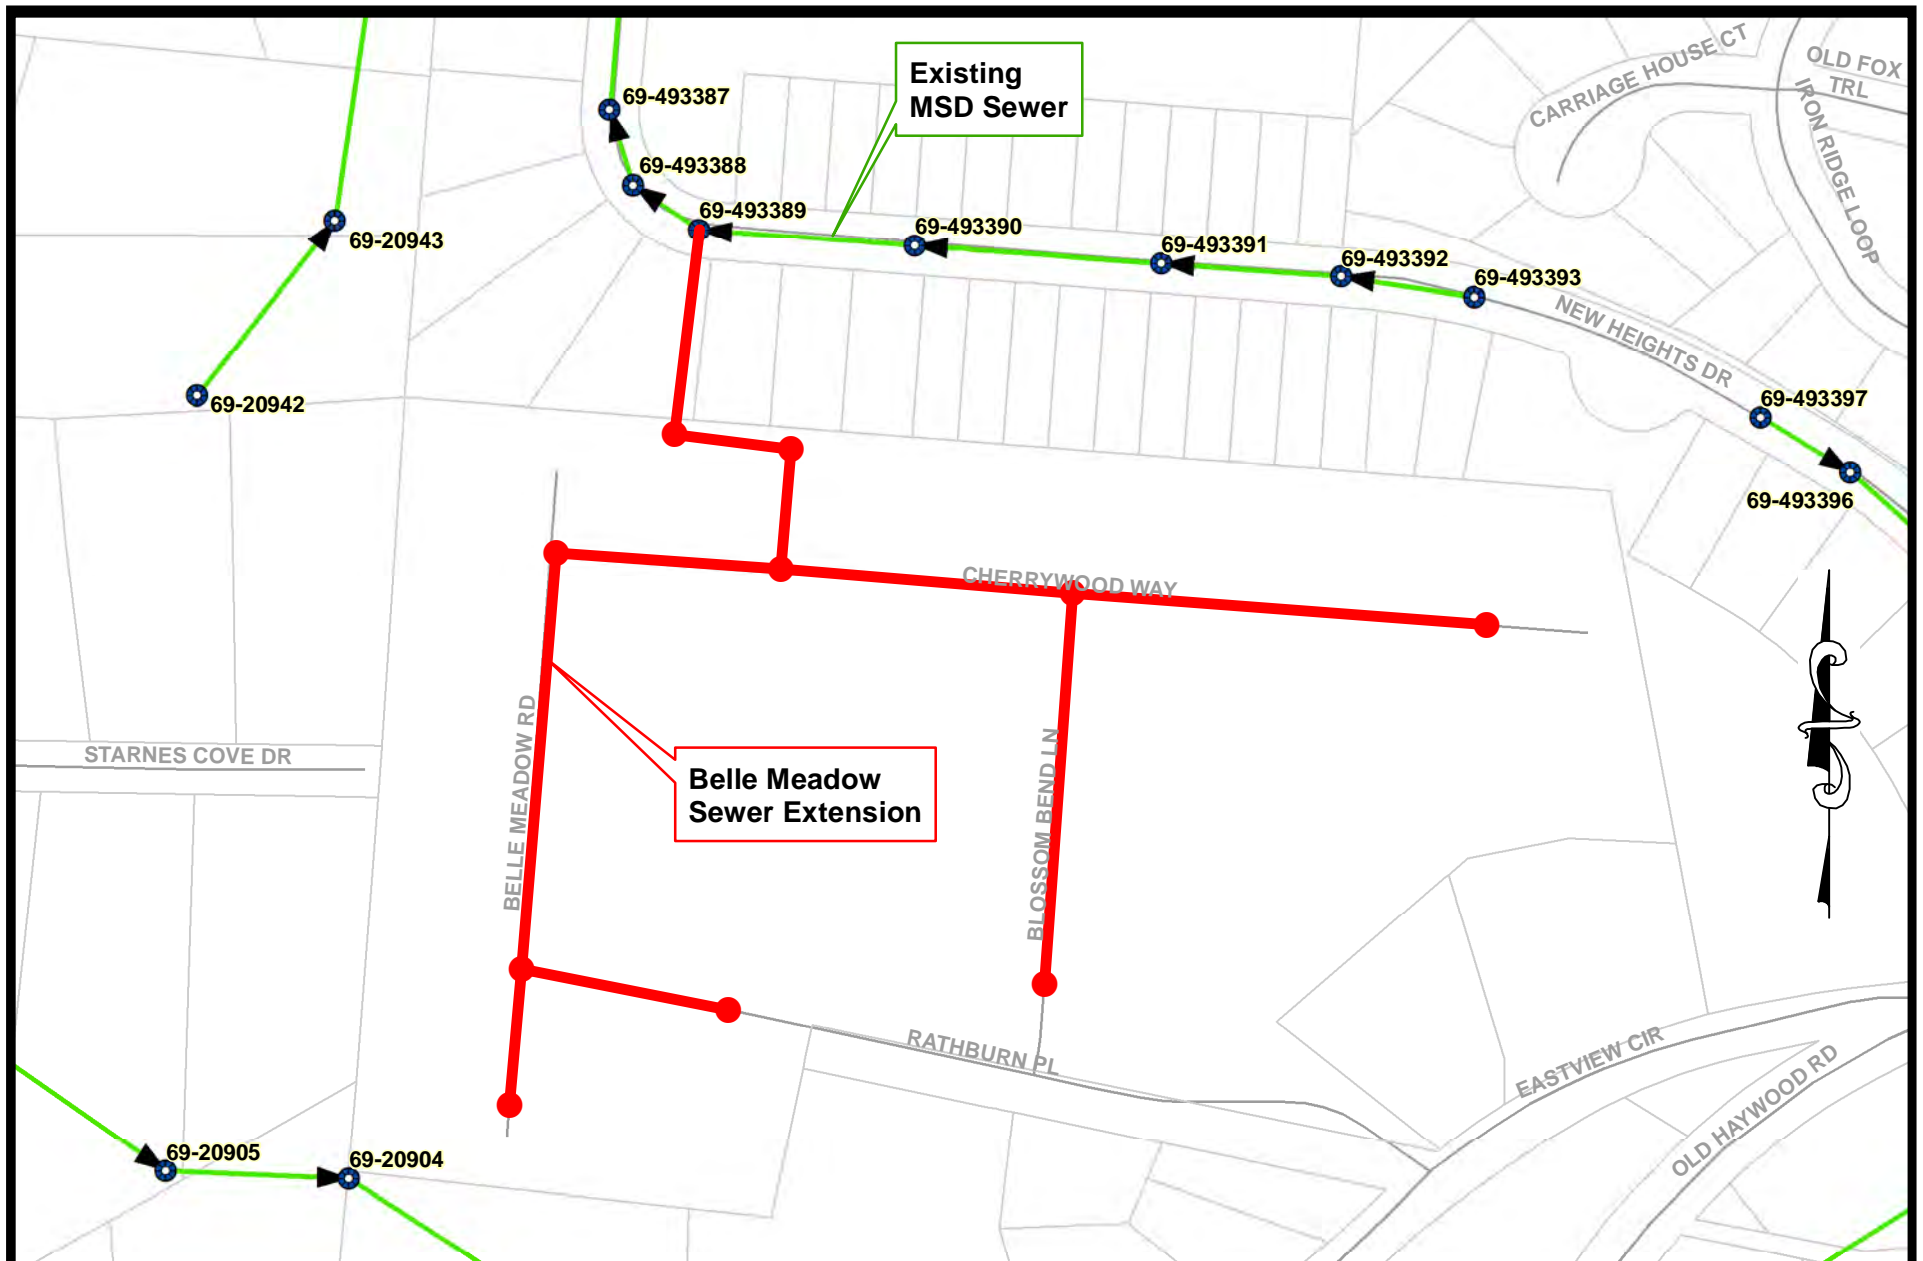 CARRIAGE HOUSE CT
OLD FOX
TRL
IRON RIDGE LOOP
Existing
MSD Sewer
69-493387
69-493388
69-493389
69-493390
69-493391
69-493392
69-493393
69-20943
69-20942
NEW HEIGHTS DR
69-493397
69-493396
CHERRYWOOD WAY
BELLE MEADOW RD
STARNES COVE DR
Belle Meadow
Sewer Extension
BLOSSOM BEND LN
RATHBURN PL
EASTVIEW CIR
OLD HAYWOOD RD
69-20905
69-20904